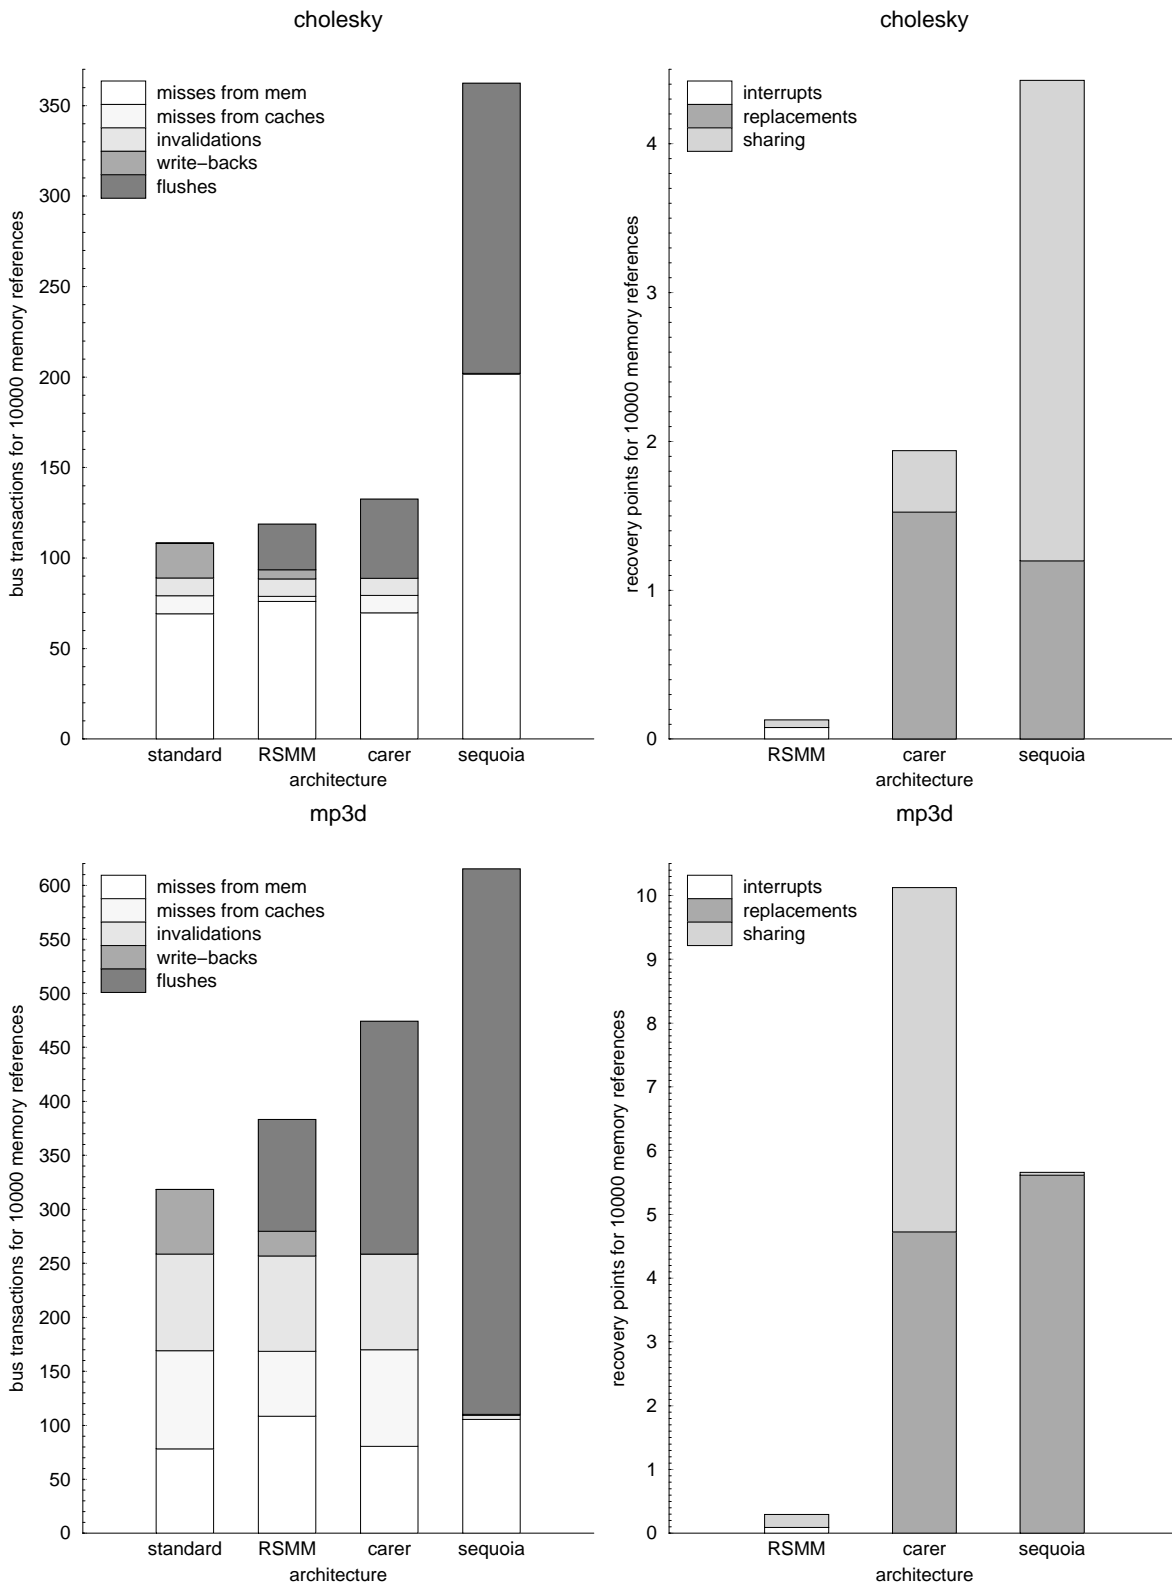 cholesky
misses from mem
misses from caches
invalidations
write-backs
flushes
350
300
250
200
150
100
50
0
bus transactions for 10000 memory references
standard RSMM carer sequoia
architecture
cholesky
interrupts
replacements
sharing
4
3
2
1
0
recovery points for 10000 memory references
RSMM carer sequoia
architecture
mp3d
misses from mem
misses from caches
invalidations
write-backs
flushes
600
550
500
450
400
350
300
250
200
150
100
50
0
bus transactions for 10000 memory references
standard RSMM carer sequoia
architecture
mp3d
interrupts
replacements
sharing
10
9
8
7
6
5
4
3
2
1
0
recovery points for 10000 memory references
RSMM carer sequoia
architecture